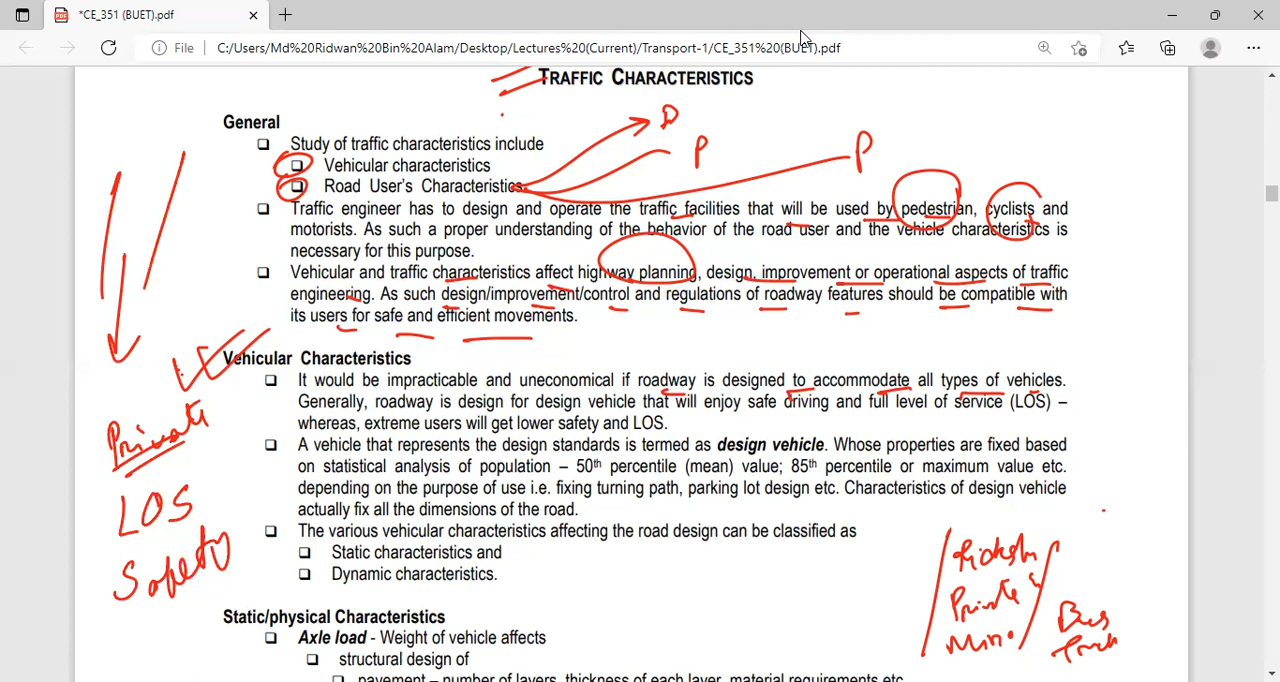 *CE_351 (BUET).pdf
File C:/Users/Md%20Ridwan%20Bin%20Alam/Desktop/Lectures%20(Current)/Transport-1/CE_351%20(BUET).pdf
TRAFFIC CHARACTERISTICS
General
D
Study of traffic characteristics include
P
P
Vehicular characteristics
Road User's Characteristics
Traffic engineer has to design and operate the traffic facilities that will be used by pedestrian, cyclists and
motorists. As such a proper understanding of the behavior of the road user and the vehicle characteristics is
necessary for this purpose.
Vehicular and traffic characteristics affect highway planning, design, improvement or operational aspects of traffic
engineering. As such design/improvement/control and regulations of roadway features should be compatible with
its users for safe and efficient movements.
Vehicular Characteristics
It would be impracticable and uneconomical if roadway is designed to accommodate all types of vehicles.
Generally, roadway is design for design vehicle that will enjoy safe driving and full level of service (LOS) –
whereas, extreme users will get lower safety and LOS.
Private
A vehicle that represents the design standards is termed as design vehicle. Whose properties are fixed based
on statistical analysis of population – 50th percentile (mean) value; 85th percentile or maximum value etc.
depending on the purpose of use i.e. fixing turning path, parking lot design etc. Characteristics of design vehicle
actually fix all the dimensions of the road.
LOS
The various vehicular characteristics affecting the road design can be classified as
Static characteristics and
Safety
Dynamic characteristics.
Private
Bus
Static/physical Characteristics
Axle load - Weight of vehicle affects
structural design of
pavement – number of layers, thickness of each layer, material requirements etc